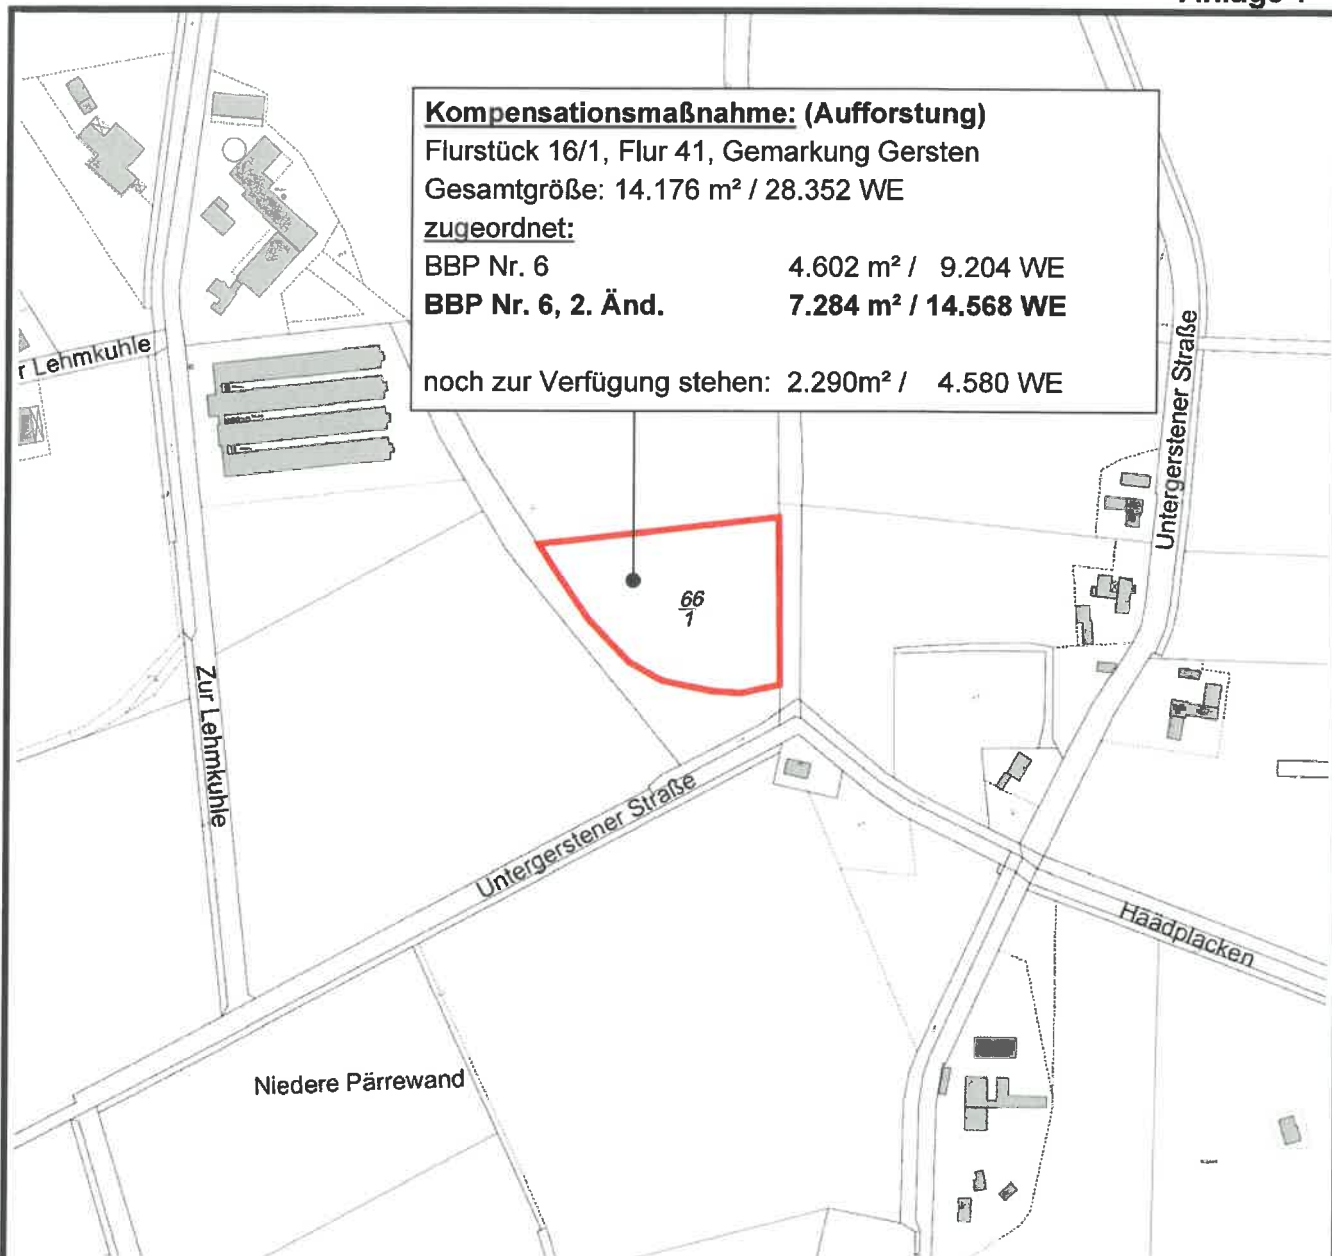 Kompensationsmaßnahme: (Aufforstung)
Flurstück 16/1, Flur 41, Gemarkung Gersten
Gesamtgröße: 14.176 m² / 28.352 WE
zugeordnet:
BBP Nr. 6 4.602 m² / 9.204 WE
BBP Nr. 6, 2. Änd. 7.284 m² / 14.568 WE
noch zur Verfügung stehen: 2.290m² / 4.580 WE
r Lehmkuhle
Untergerstener Straße
66
1
Zur Lehmkuhle
Untergerstener Straße
Häädplacken
Niedere Pärrewand